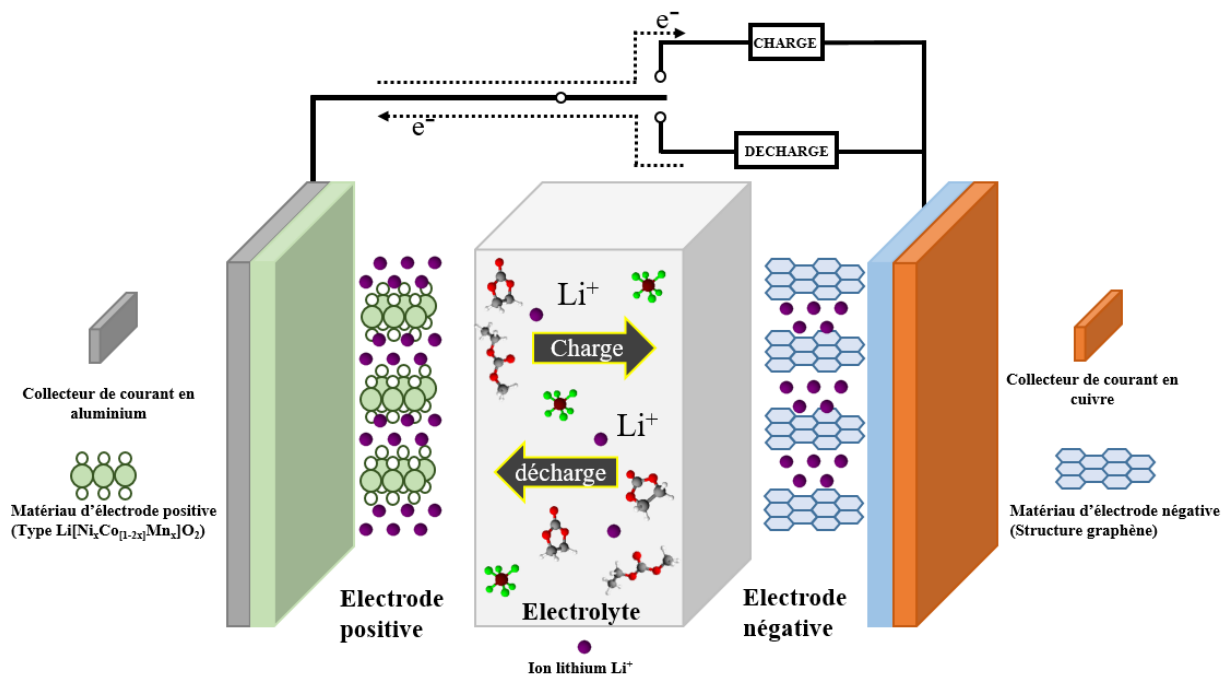 e⁻
CHARGE
e⁻
DECHARGE
Li⁺
Charge
Li⁺
décharge
Collecteur de courant en
aluminium
Matériau d'électrode positive
(Type Li[NiₓCo[1-2x]Mnₓ]O₂)
Electrode
positive
Electrolyte
Electrode
négative
Ion lithium Li⁺
Collecteur de courant en
cuivre
Matériau d'électrode négative
(Structure graphène)